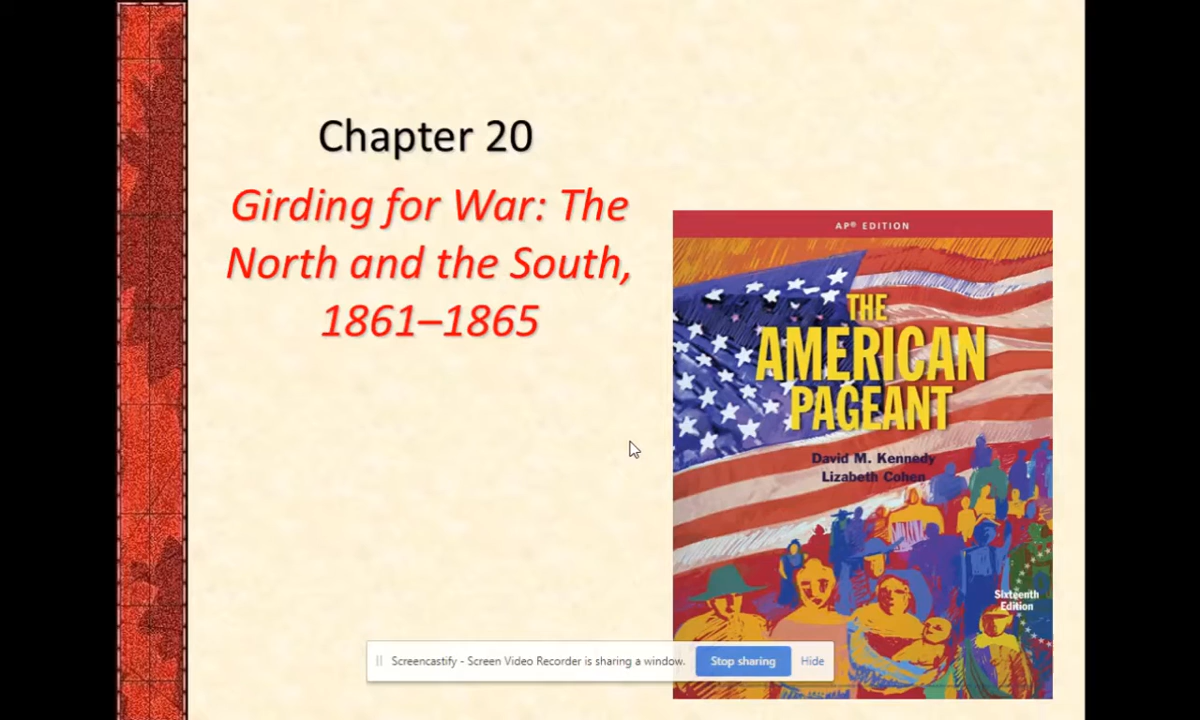 Chapter 20
Girding for War: The
North and the South,
1861–1865
AP® EDITION
THE
AMERICAN
PAGEANT
David M. Kennedy
Lizabeth Cohen
Sixteenth
Edition
Screencastify - Screen Video Recorder is sharing a window.
Stop sharing
Hide